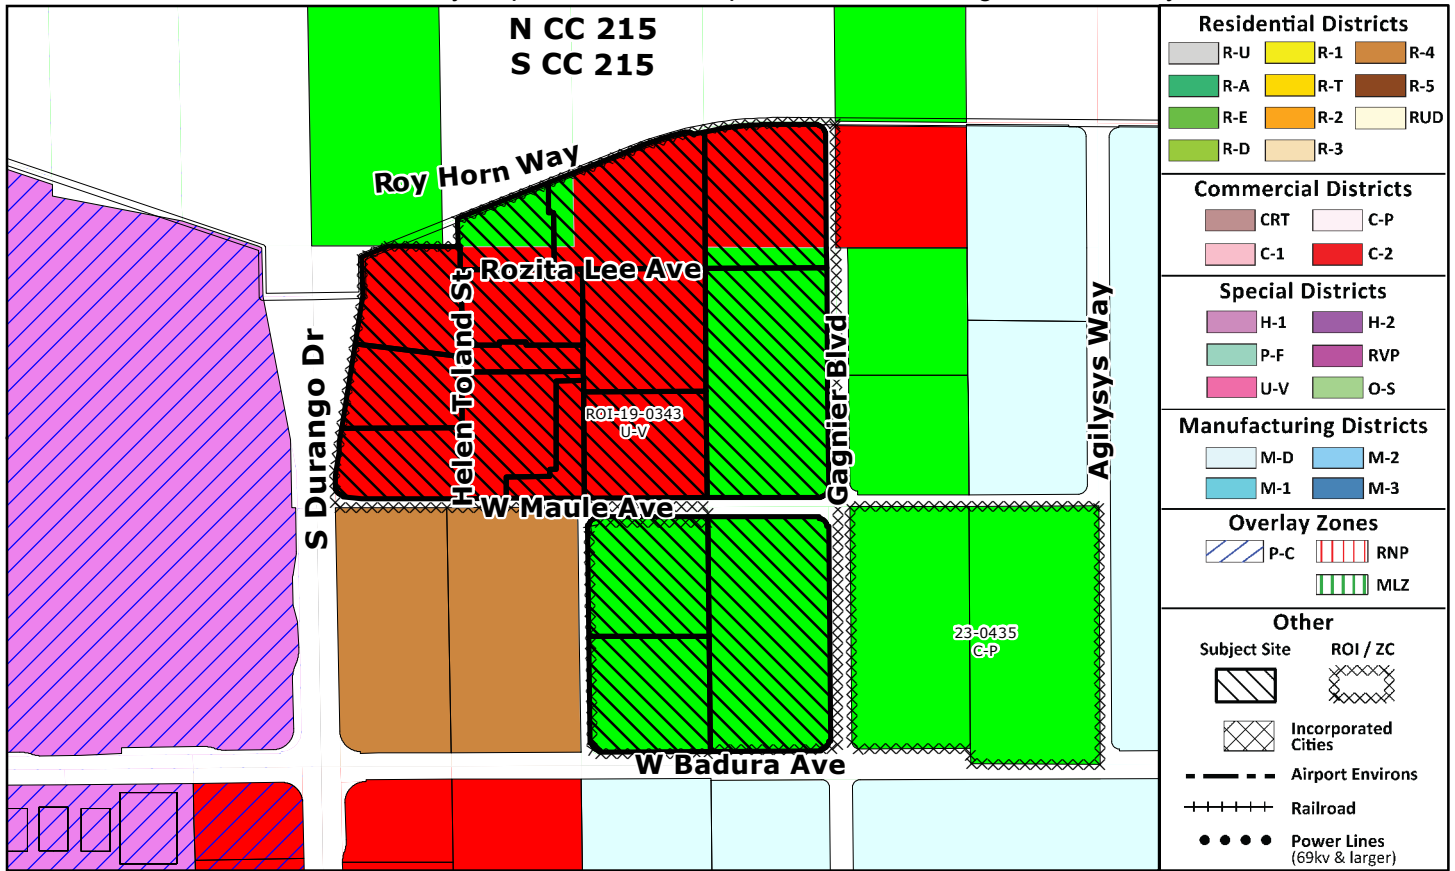 N CC 215
S CC 215
Roy Horn Way
Rozita Lee Ave
Helen Toland St
S Durango Dr
Gagnier Blvd
Agilysys Way
ROI-19-0343
U-V
W Maule Ave
23-0435
C-P
W Badura Ave
Residential Districts
R-U R-1 R-4
R-A R-T R-5
R-E R-2 RUD
R-D R-3
Commercial Districts
CRT C-P
C-1 C-2
Special Districts
H-1 H-2
P-F RVP
U-V O-S
Manufacturing Districts
M-D M-2
M-1 M-3
Overlay Zones
P-C RNP
MLZ
Other
Subject Site ROI / ZC
Incorporated
Cities
Airport Environs
Railroad
Power Lines
(69kv & larger)